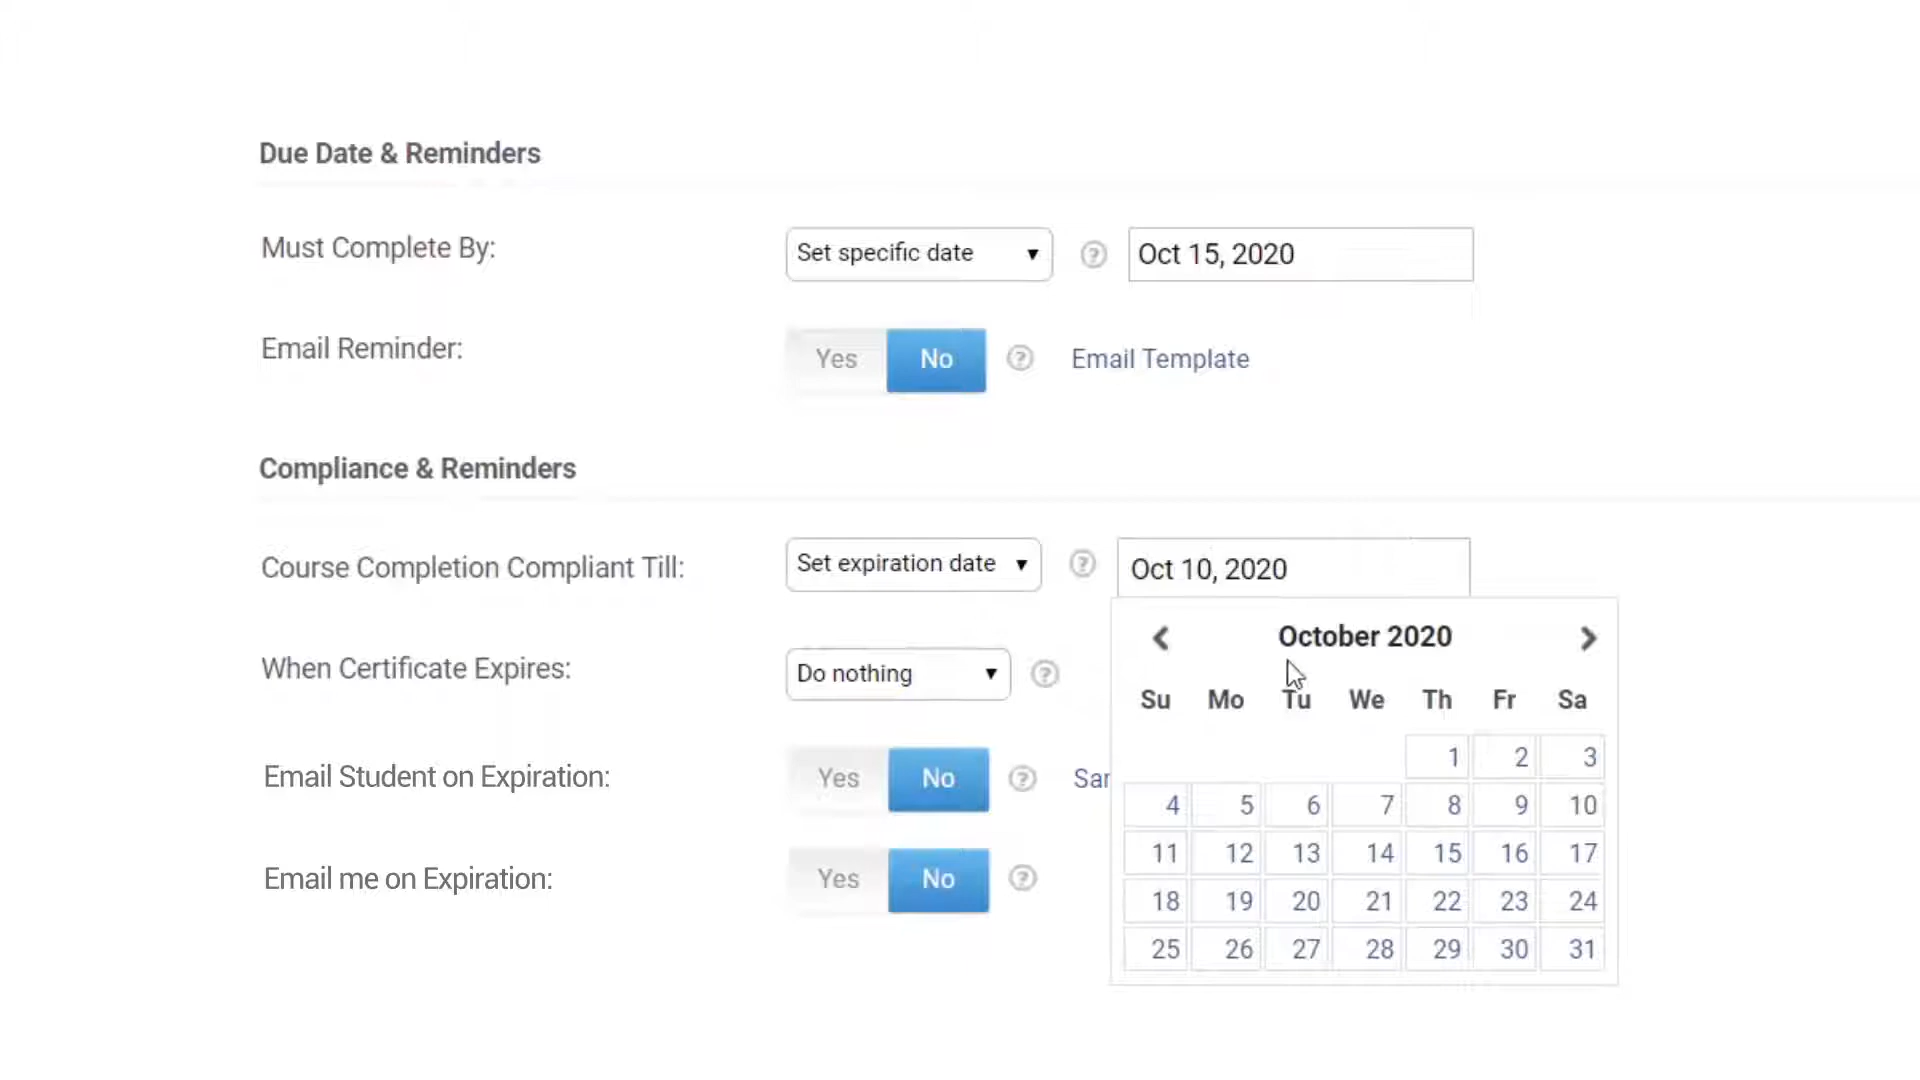 Due Date & Reminders
Must Complete By: Set specific date ? Oct 15, 2020
Email Reminder: Yes No ? Email Template
Compliance & Reminders
Course Completion Compliant Till: Set expiration date ? Oct 10, 2020
October 2020
When Certificate Expires: Do nothing ?
Su Mo Tu We Th Fr Sa
1 2 3
Email Student on Expiration: Yes No ? Sar
4 5 6 7 8 9 10
11 12 13 14 15 16 17
Email me on Expiration: Yes No ?
18 19 20 21 22 23 24
25 26 27 28 29 30 31